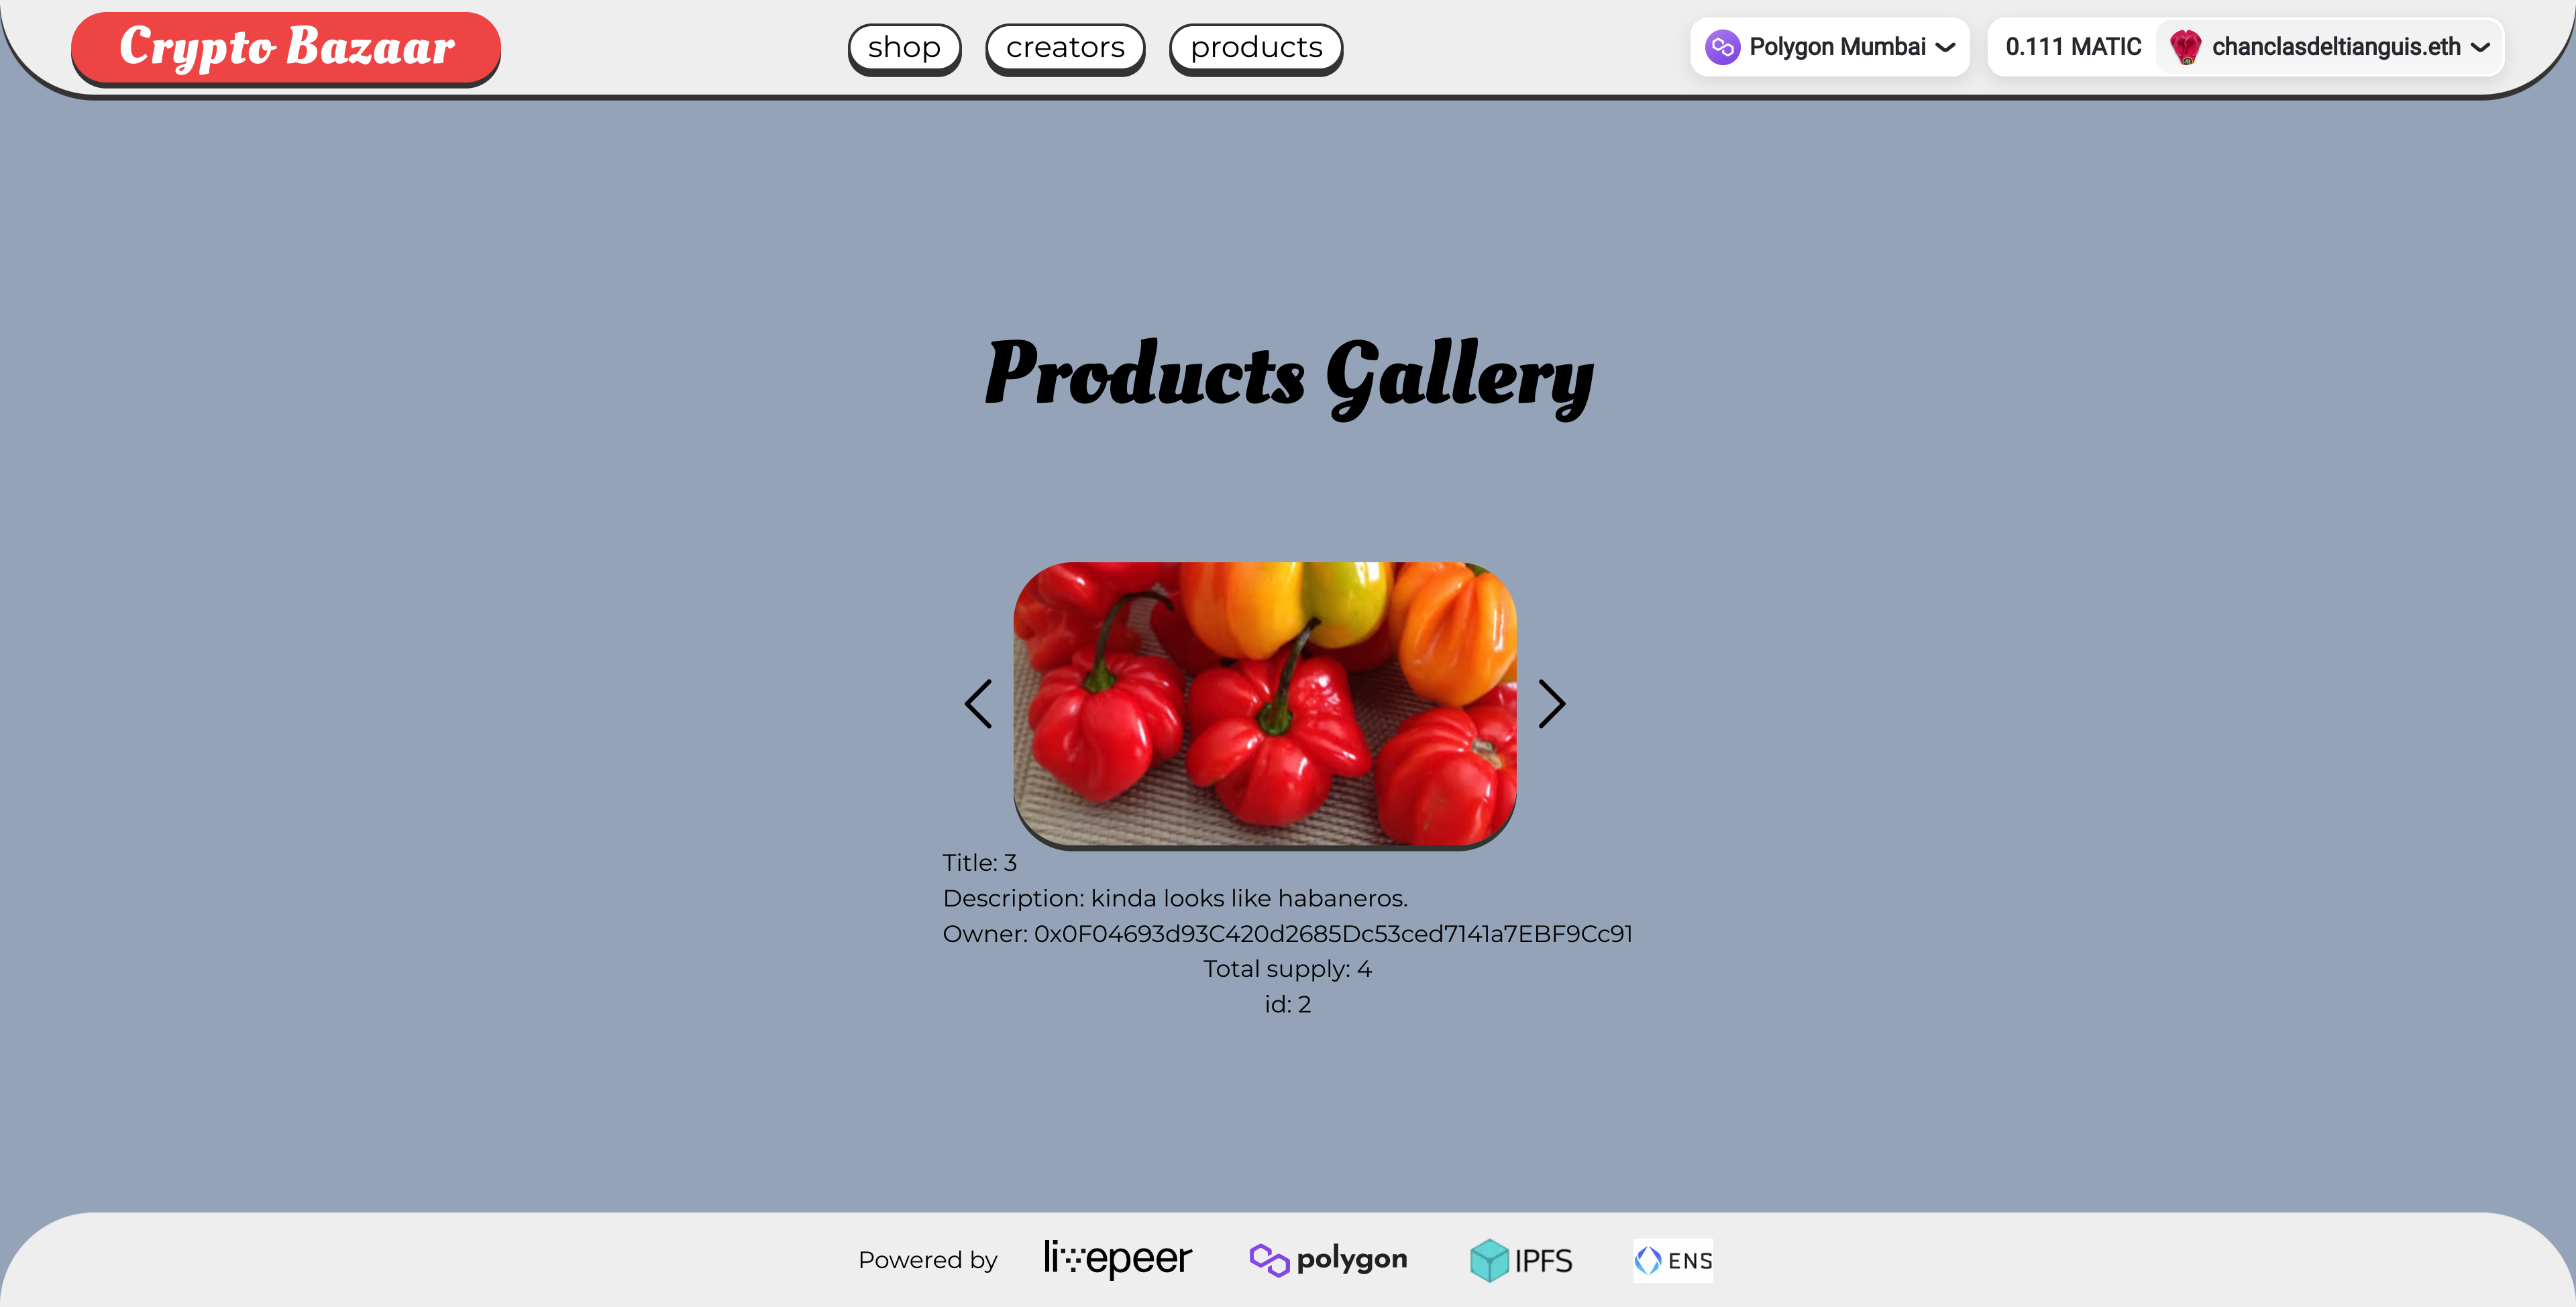 Crypto Bazaar
shop
creators
products
Polygon Mumbai
0.111 MATIC
chanclasdeltianguis.eth
Products Gallery
Title: 3
Description: kinda looks like habaneros.
Owner: 0x0F04693d93C420d2685Dc53ced7141a7EBF9Cc91
Total supply: 4
id: 2
Powered by
livepeer
polygon
IPFS
ENS